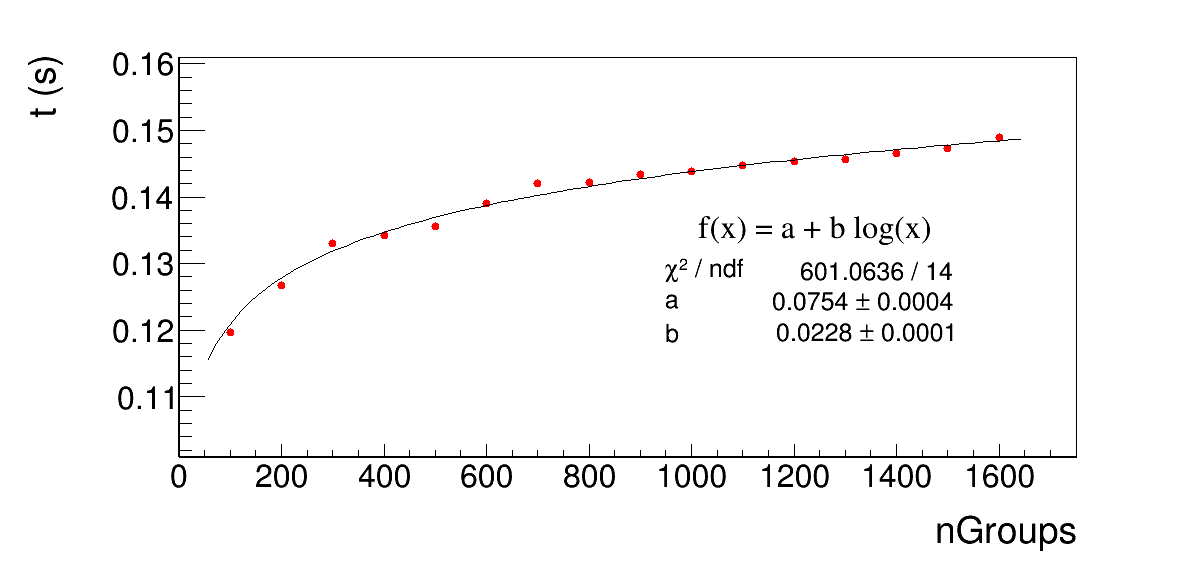 t (s)
0.16
0.15
0.14
0.13
0.12
0.11
f(x) = a + b log(x)
χ² / ndf 601.0636 / 14
a 0.0754 ± 0.0004
b 0.0228 ± 0.0001
0 200 400 600 800 1000 1200 1400 1600
nGroups